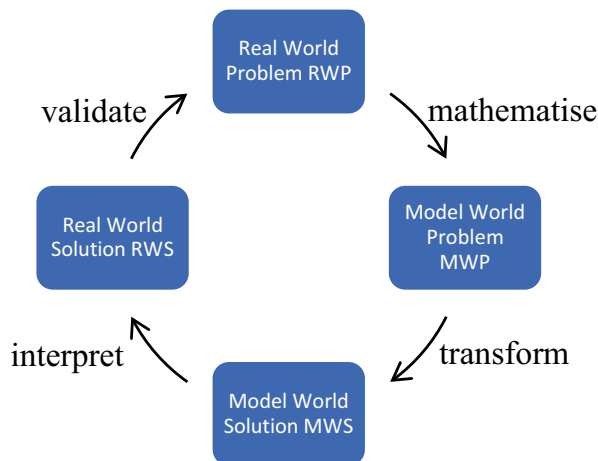 Real World
Problem RWP
validate
mathematise
Real World
Solution RWS
Model World
Problem
MWP
interpret
transform
Model World
Solution MWS